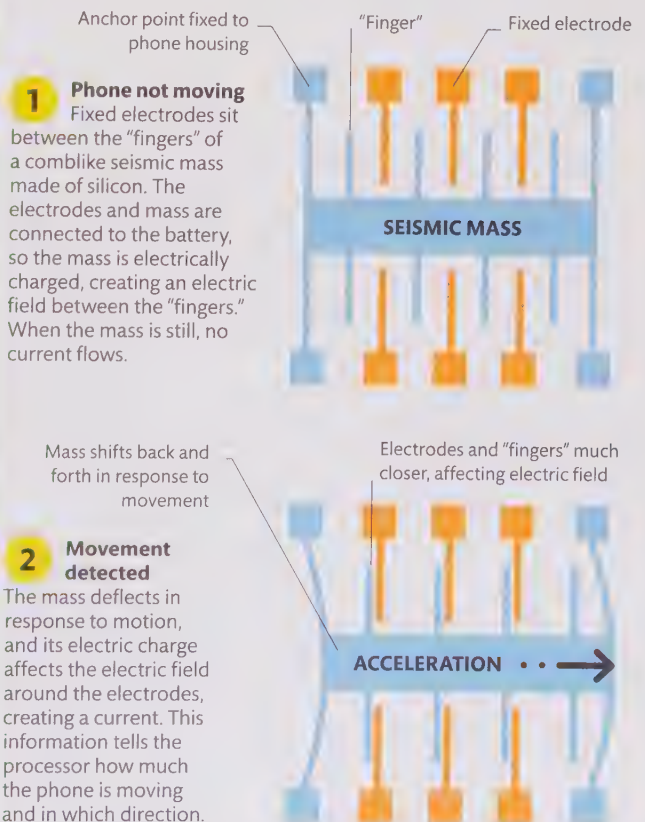 Anchor point fixed to
phone housing
"Finger"
Fixed electrode
1
Phone not moving
Fixed electrodes sit
between the "fingers" of
a comblike seismic mass
made of silicon. The
electrodes and mass are
connected to the battery,
so the mass is electrically
charged, creating an electric
field between the "fingers."
When the mass is still, no
current flows.
SEISMIC MASS
Mass shifts back and
forth in response to
movement
Electrodes and "fingers" much
closer, affecting electric field
2
Movement
detected
The mass deflects in
response to motion,
and its electric charge
affects the electric field
around the electrodes,
creating a current. This
information tells the
processor how much
the phone is moving
and in which direction.
ACCELERATION